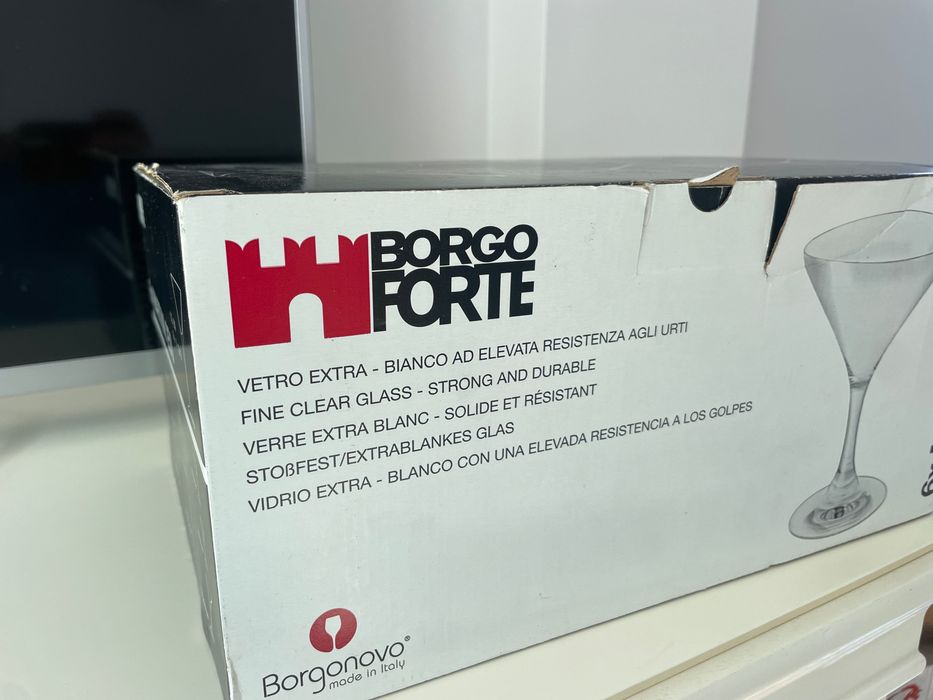 BORGO
FORTE
VETRO EXTRA - BIANCO AD ELEVATA RESISTENZA AGLI URTI
FINE CLEAR GLASS - STRONG AND DURABLE
VERRE EXTRA BLANC - SOLIDE ET RÉSISTANT
STOßFEST/EXTRABLANKES GLAS
VIDRIO EXTRA - BLANCO CON UNA ELEVADA RESISTENCIA A LOS GOLPES
Borgonovo®
made in Italy